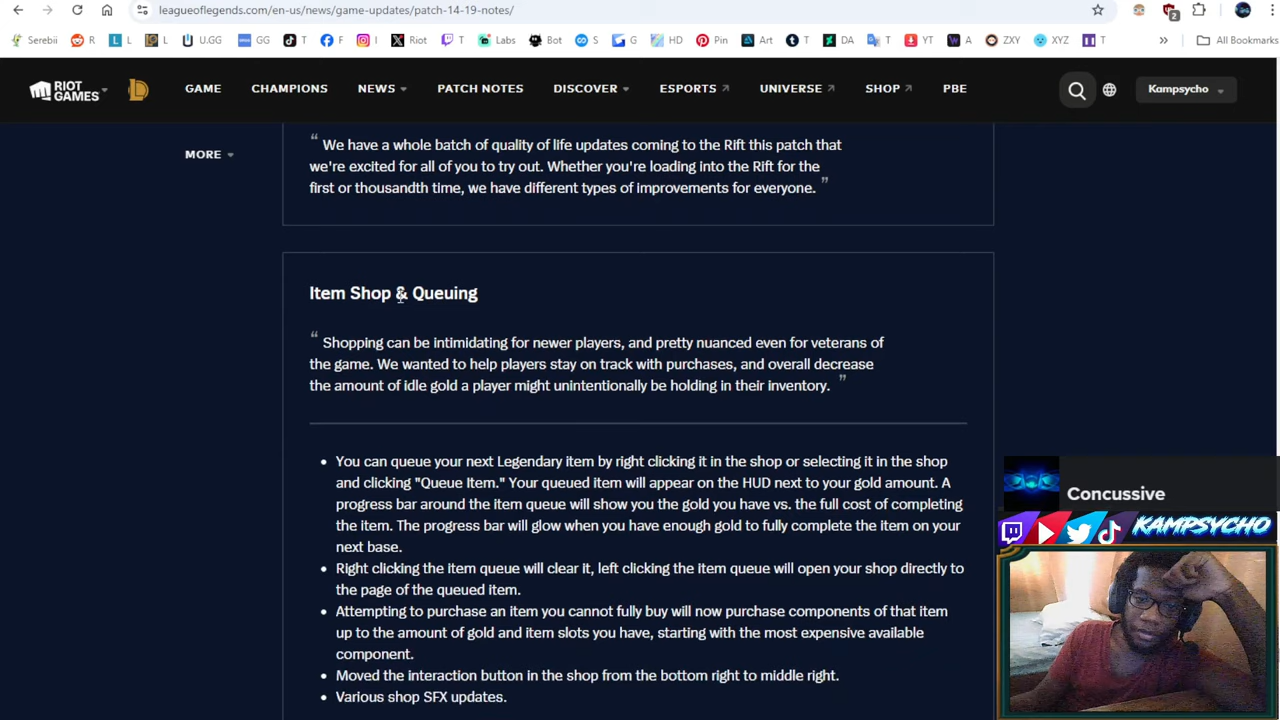 leagueoflegends.com/en-us/news/game-updates/patch-14-19-notes/
2
Serebii R L L U.GG GG T F I Riot T Labs Bot S G HD Pin Art T DA T YT A ZXY XYZ T » All Bookmarks
RIOT GAMES GAME CHAMPIONS NEWS PATCH NOTES DISCOVER ESPORTS UNIVERSE SHOP PBE Kampsycho
MORE
“ We have a whole batch of quality of life updates coming to the Rift this patch that
we're excited for all of you to try out. Whether you're loading into the Rift for the
first or thousandth time, we have different types of improvements for everyone. ”
Item Shop & Queuing
“ Shopping can be intimidating for newer players, and pretty nuanced even for veterans of
the game. We wanted to help players stay on track with purchases, and overall decrease
the amount of idle gold a player might unintentionally be holding in their inventory. ”
• You can queue your next Legendary item by right clicking it in the shop or selecting it in the shop
and clicking "Queue Item." Your queued item will appear on the HUD next to your gold amount. A
progress bar around the item queue will show you the gold you have vs. the full cost of completing
the item. The progress bar will glow when you have enough gold to fully complete the item on your
next base.
• Right clicking the item queue will clear it, left clicking the item queue will open your shop directly to
the page of the queued item.
• Attempting to purchase an item you cannot fully buy will now purchase components of that item
up to the amount of gold and item slots you have, starting with the most expensive available
component.
• Moved the interaction button in the shop from the bottom right to middle right.
• Various shop SFX updates.
Concussive
KAMPSYCHO